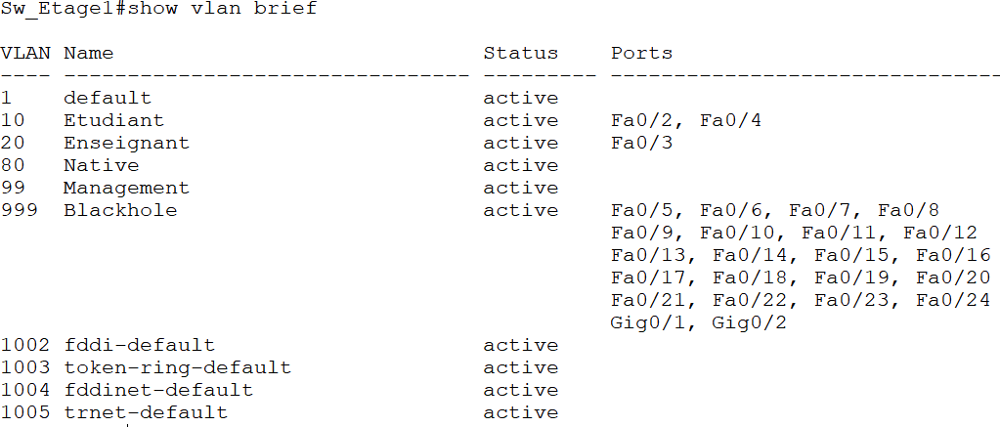 Sw_Etage1#show vlan brief

VLAN Name                             Status    Ports
---- -------------------------------- --------- -------------------------------
1    default                          active
10   Etudiant                         active    Fa0/2, Fa0/4
20   Enseignant                       active    Fa0/3
80   Native                           active
99   Management                       active
999  Blackhole                        active    Fa0/5, Fa0/6, Fa0/7, Fa0/8
                                                Fa0/9, Fa0/10, Fa0/11, Fa0/12
                                                Fa0/13, Fa0/14, Fa0/15, Fa0/16
                                                Fa0/17, Fa0/18, Fa0/19, Fa0/20
                                                Fa0/21, Fa0/22, Fa0/23, Fa0/24
                                                Gig0/1, Gig0/2
1002 fddi-default                     active
1003 token-ring-default               active
1004 fddinet-default                  active
1005 trnet-default                    active